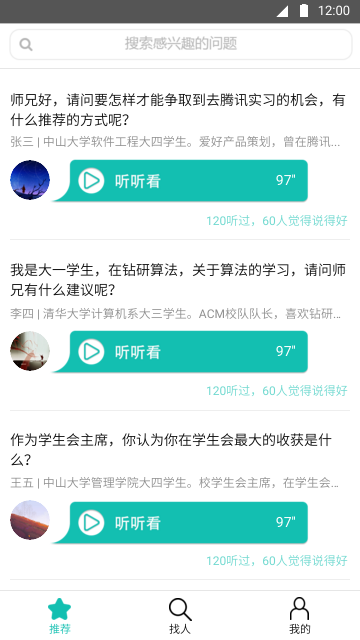 12:00
搜索感兴趣的问题
师兄好，请问要怎样才能争取到去腾讯实习的机会，有
什么推荐的方式呢？
张三 | 中山大学软件工程大四学生。爱好产品策划，曾在腾讯...
听听看 97"
120听过，60人觉得说得好
我是大一学生，在钻研算法，关于算法的学习，请问师
兄有什么建议呢？
李四 | 清华大学计算机系大三学生。ACM校队队长，喜欢钻研...
听听看 97"
120听过，60人觉得说得好
作为学生会主席，你认为你在学生会最大的收获是什
么？
王五 | 中山大学管理学院大四学生。校学生会主席，在学生会...
听听看 97"
120听过，60人觉得说得好
推荐 找人 我的